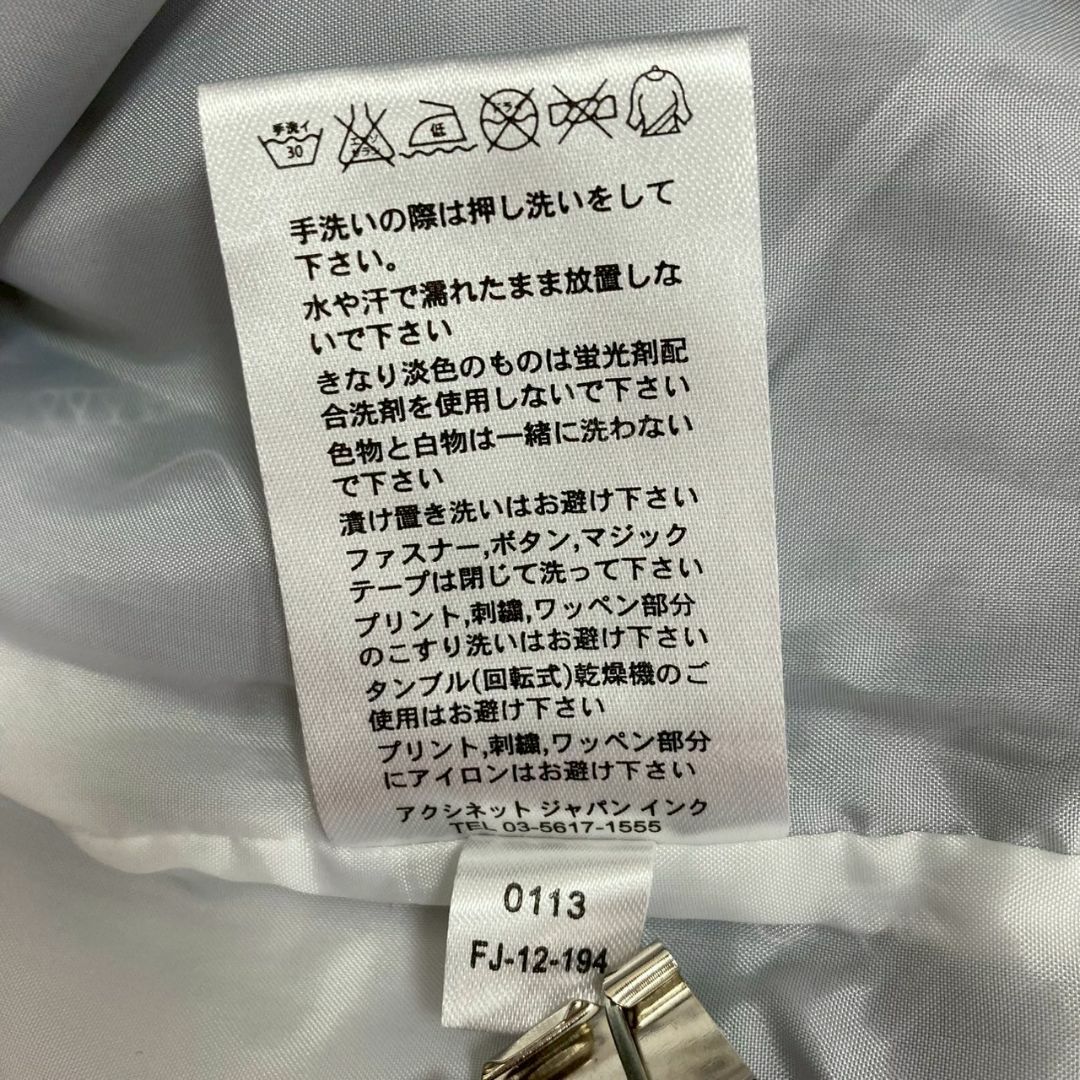 手洗イ 30 エンソ サラシ 低 ドライ
手洗いの際は押し洗いをして
下さい。
水や汗で濡れたまま放置しな
いで下さい
きなり淡色のものは蛍光剤配
合洗剤を使用しないで下さい
色物と白物は一緒に洗わない
で下さい
漬け置き洗いはお避け下さい
ファスナー,ボタン,マジック
テープは閉じて洗って下さい
プリント,刺繍,ワッペン部分
のこすり洗いはお避け下さい
タンブル(回転式)乾燥機のご
使用はお避け下さい
プリント,刺繍,ワッペン部分
にアイロンはお避け下さい
アクシネット ジャパン インク
TEL 03-5617-1555
0113
FJ-12-194